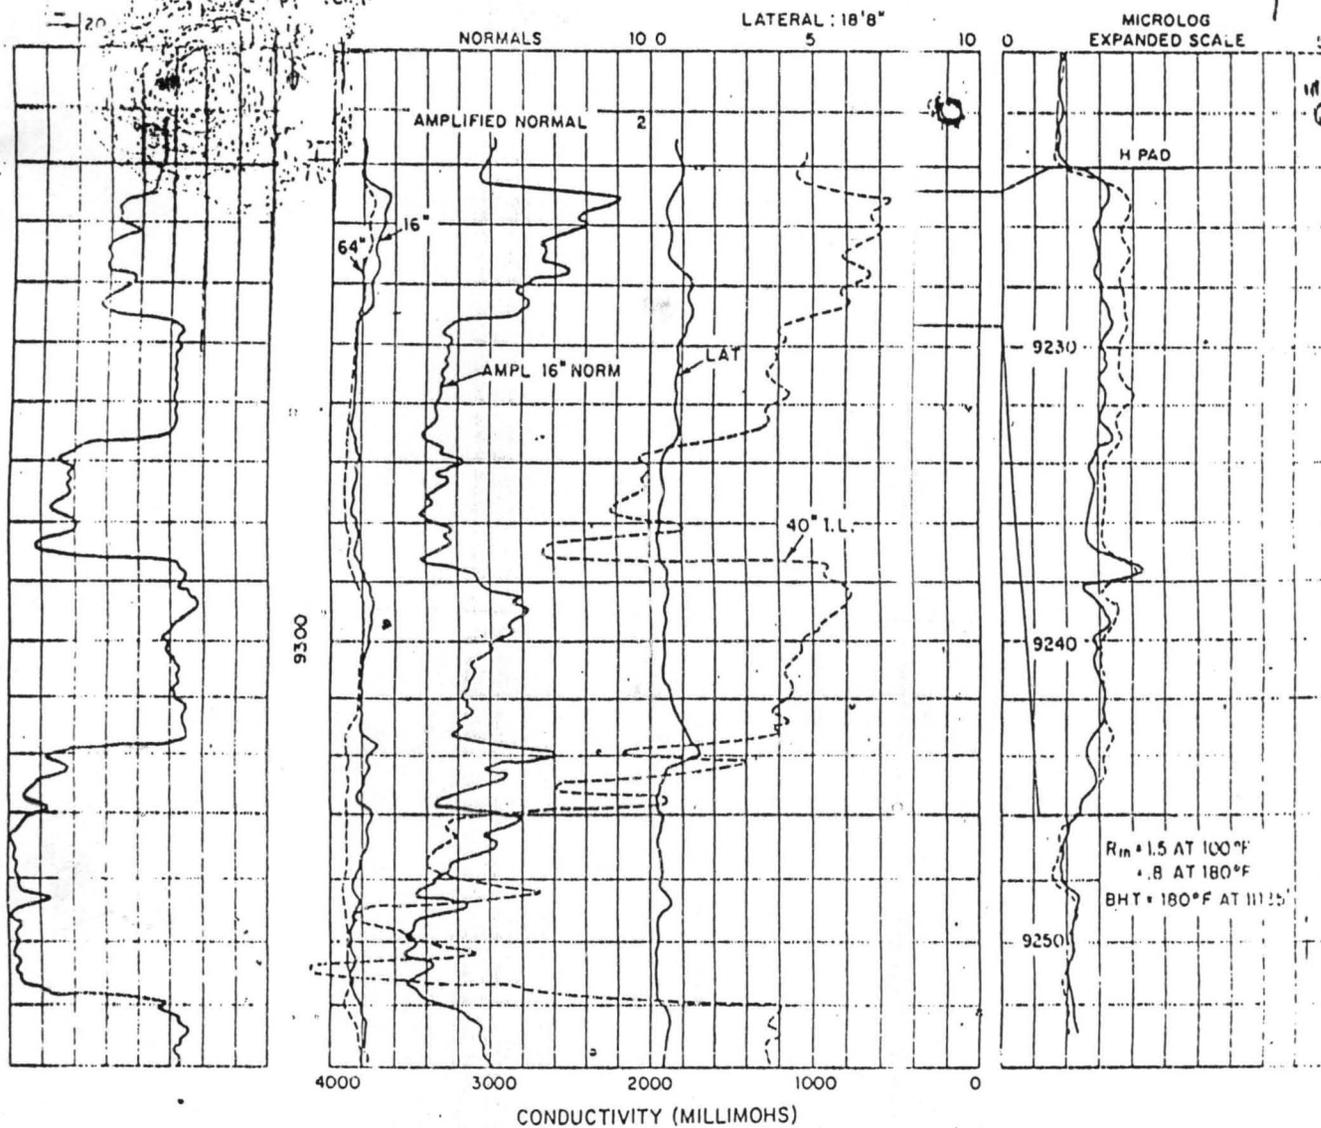 20
LATERAL : 18'8"
MICROLOG
NORMALS 10 0 5 10 0 EXPANDED SCALE
AMPLIFIED NORMAL 2
H PAD
16"
64"
9230
LAT
AMPL 16" NORM
40" I.L.
9300
9240
Rm = 1.5 AT 100°F
= .8 AT 180°F
BHT = 180°F AT
9250
4000 3000 2000 1000 0
CONDUCTIVITY (MILLIMOHS)